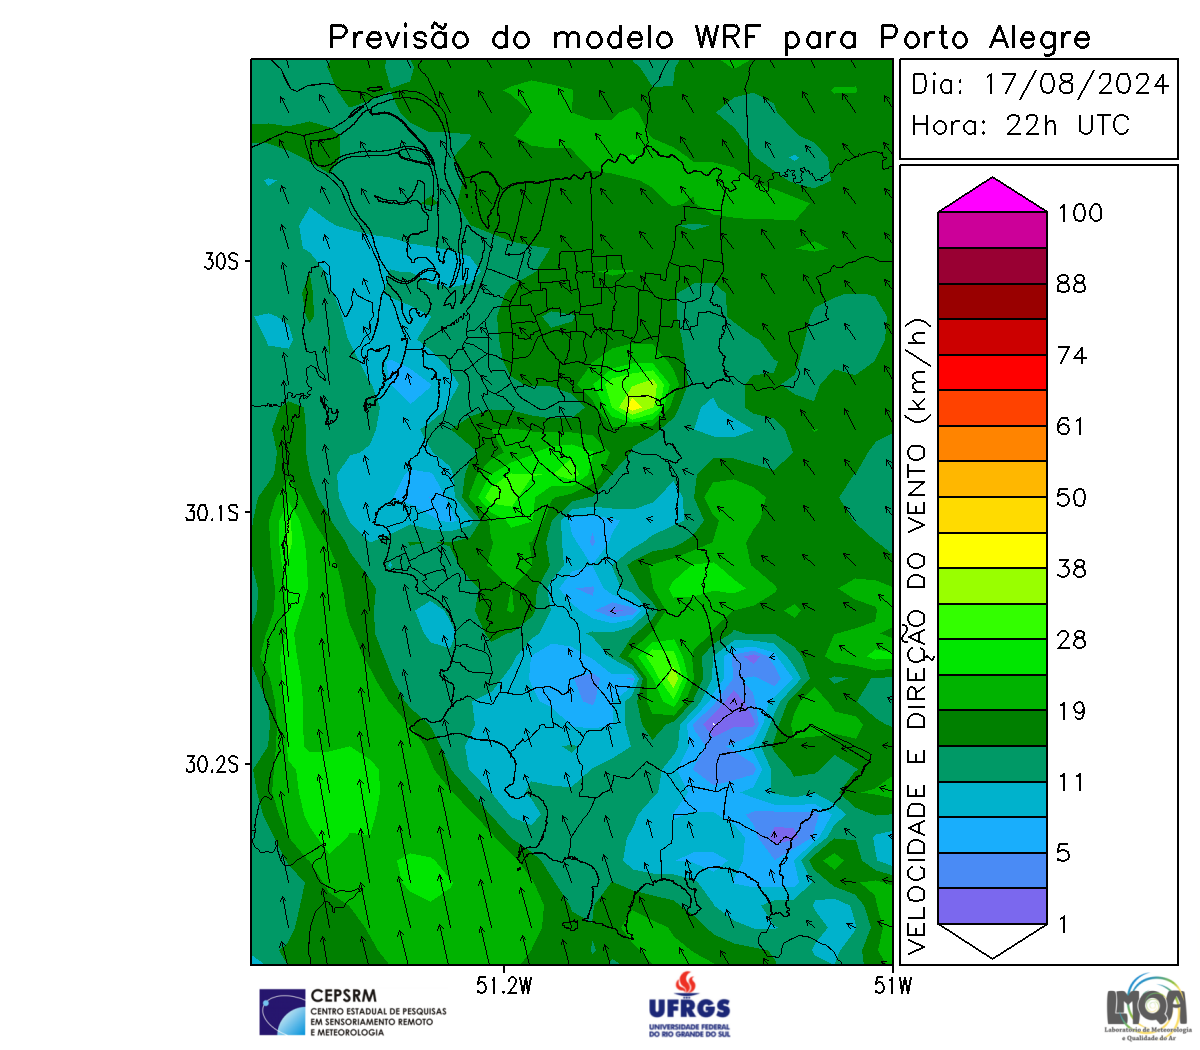 Previsão do modelo WRF para Porto Alegre
Dia: 17/08/2024
Hora: 22h UTC
30S
30.1S
30.2S
51.2W
51W
VELOCIDADE E DIREÇÃO DO VENTO (km/h)
100
88
74
61
50
38
28
19
11
5
1
CEPSRM
CENTRO ESTADUAL DE PESQUISAS
EM SENSORIAMENTO REMOTO
E METEOROLOGIA
UFRGS
UNIVERSIDADE FEDERAL
DO RIO GRANDE DO SUL
LMQA
Laboratório de Meteorologia
e Qualidade do Ar